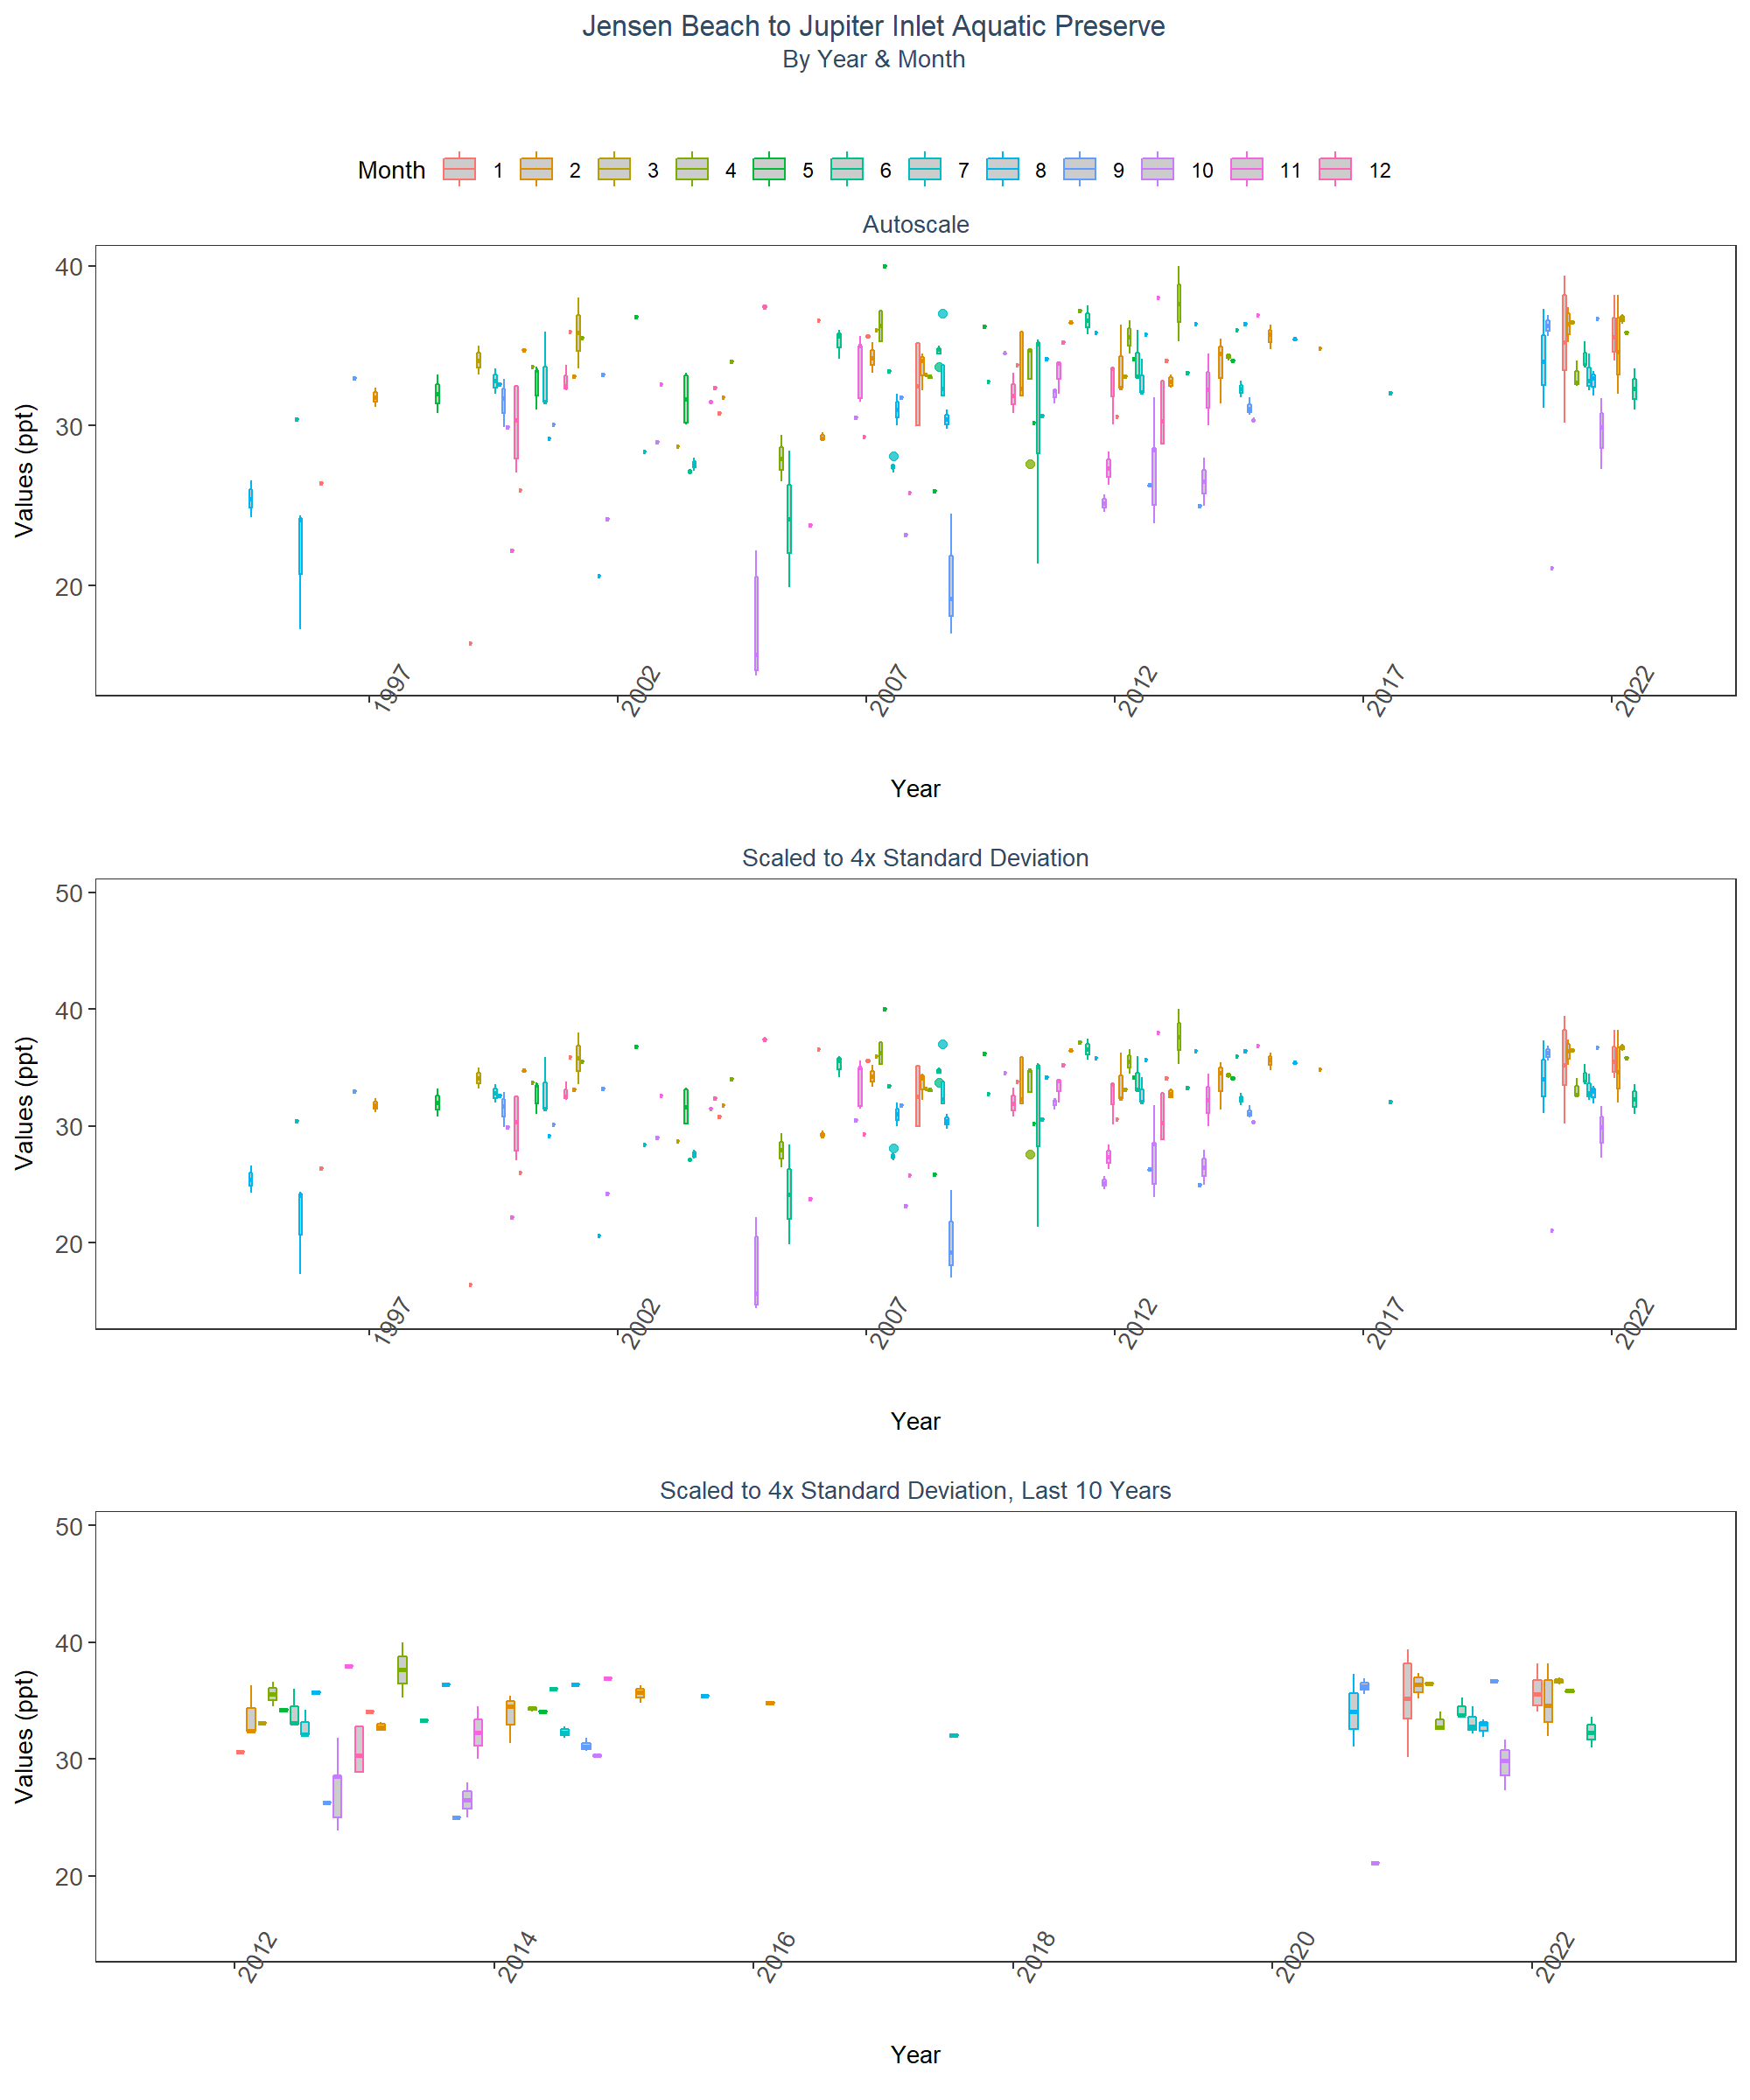 Jensen Beach to Jupiter Inlet Aquatic Preserve
By Year & Month
Month 1 2 3 4 5 6 7 8 9 10 11 12
Autoscale
Values (ppt)
40
30
20
1997 2002 2007 2012 2017 2022
Year
Scaled to 4x Standard Deviation
Values (ppt)
50
40
30
20
1997 2002 2007 2012 2017 2022
Year
Scaled to 4x Standard Deviation, Last 10 Years
Values (ppt)
50
40
30
20
2012 2014 2016 2018 2020 2022
Year